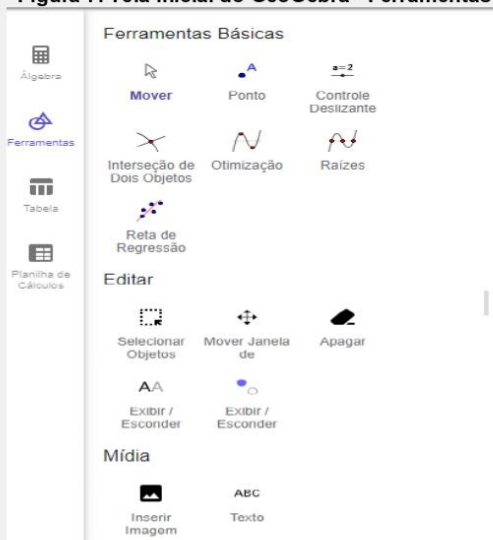 Figura 1: Tela Inicial do GeoGebra - Ferramentas
Álgebra
Ferramentas
Tabela
Planilha de
Cálculos
Ferramentas Básicas
Mover
A
Ponto
a=2
Controle
Deslizante
Interseção de
Dois Objetos
Otimização
Raízes
Reta de
Regressão
Editar
Selecionar
Objetos
Mover Janela
de
Apagar
AA
Exibir /
Esconder
Exibir /
Esconder
Mídia
Inserir
Imagem
ABC
Texto